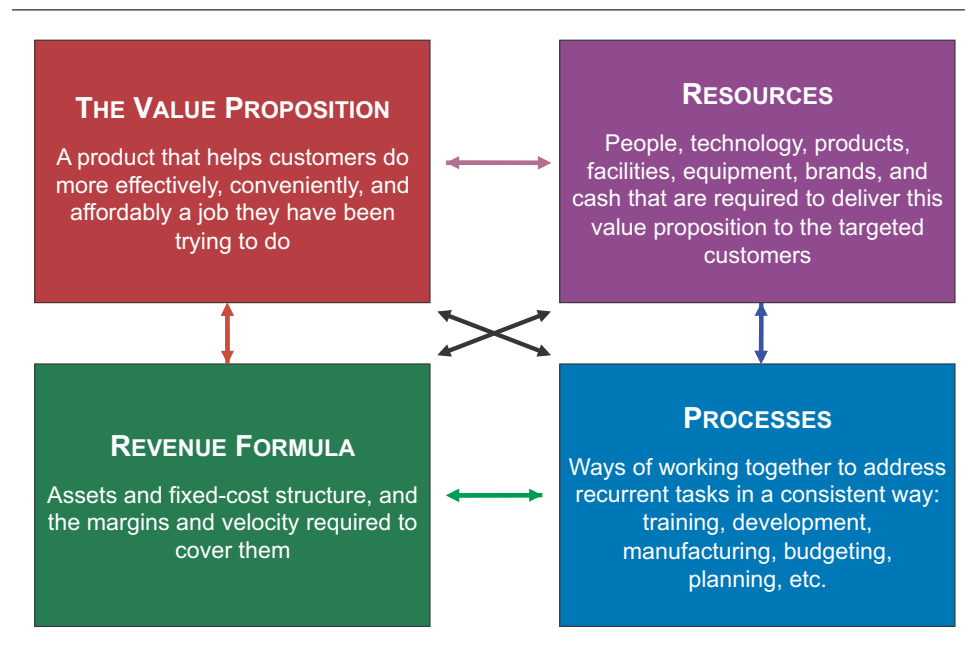 THE VALUE PROPOSITION
A product that helps customers do
more effectively, conveniently, and
affordably a job they have been
trying to do
RESOURCES
People, technology, products,
facilities, equipment, brands, and
cash that are required to deliver this
value proposition to the targeted
customers
REVENUE FORMULA
Assets and fixed-cost structure, and
the margins and velocity required to
cover them
PROCESSES
Ways of working together to address
recurrent tasks in a consistent way:
training, development,
manufacturing, budgeting,
planning, etc.